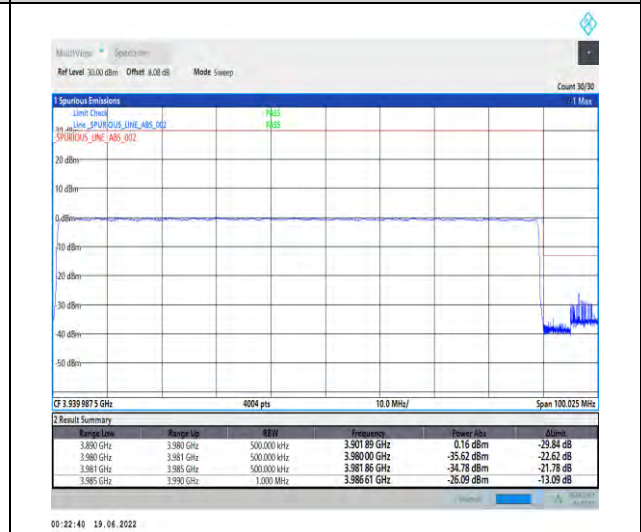 MultiView Spectrum
Ref Level 30.00 dBm Offset 8.08 dB Mode Sweep
Count 30/30
1 Spurious Emissions 1 Max
Limit Check PASS
Line _SPURIOUS_LINE_ABS_002 PASS
_SPURIOUS_LINE_ABS_002
20 dBm
10 dBm
0 dBm
-10 dBm
-20 dBm
-30 dBm
-40 dBm
-50 dBm
CF 3.939 987 5 GHz 4004 pts 10.0 MHz/ Span 100.025 MHz
2 Result Summary
Range Low Range Up RBW Frequency Power Abs ΔLimit
3.890 GHz 3.980 GHz 500.000 kHz 3.901 89 GHz 0.16 dBm -29.84 dB
3.980 GHz 3.981 GHz 500.000 kHz 3.980 00 GHz -35.62 dBm -22.62 dB
3.981 GHz 3.985 GHz 500.000 kHz 3.981 86 GHz -34.78 dBm -21.78 dB
3.985 GHz 3.990 GHz 1.000 MHz 3.986 61 GHz -26.09 dBm -13.09 dB
00:22:40 19.06.2022